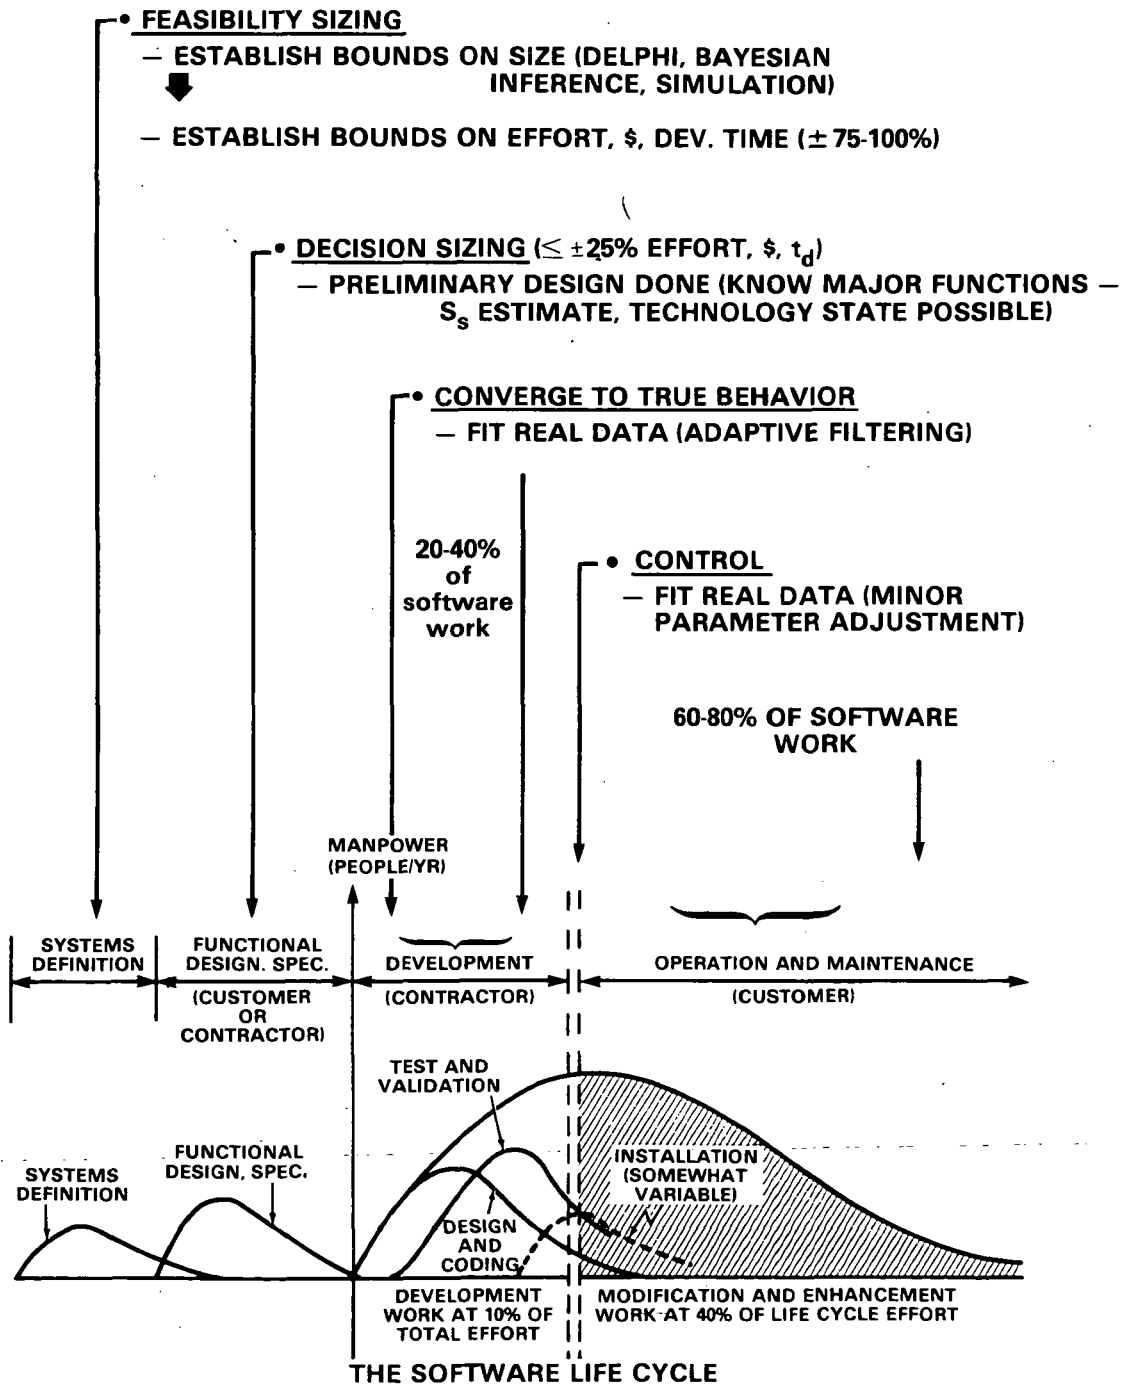 • FEASIBILITY SIZING
— ESTABLISH BOUNDS ON SIZE (DELPHI, BAYESIAN
INFERENCE, SIMULATION)
— ESTABLISH BOUNDS ON EFFORT, $, DEV. TIME (± 75-100%)
• DECISION SIZING (≤ ±25% EFFORT, $, t_d)
— PRELIMINARY DESIGN DONE (KNOW MAJOR FUNCTIONS —
S_s ESTIMATE, TECHNOLOGY STATE POSSIBLE)
• CONVERGE TO TRUE BEHAVIOR
— FIT REAL DATA (ADAPTIVE FILTERING)
20-40%
of
software
work
• CONTROL
— FIT REAL DATA (MINOR
PARAMETER ADJUSTMENT)
60-80% OF SOFTWARE
WORK
MANPOWER
(PEOPLE/YR)
SYSTEMS
DEFINITION
FUNCTIONAL
DESIGN. SPEC.
(CUSTOMER
OR
CONTRACTOR)
DEVELOPMENT
(CONTRACTOR)
OPERATION AND MAINTENANCE
(CUSTOMER)
TEST AND
VALIDATION
FUNCTIONAL
DESIGN, SPEC.
SYSTEMS
DEFINITION
INSTALLATION
(SOMEWHAT
VARIABLE)
DESIGN
AND
CODING
DEVELOPMENT
WORK AT 10% OF
TOTAL EFFORT
MODIFICATION AND ENHANCEMENT
WORK AT 40% OF LIFE CYCLE EFFORT
THE SOFTWARE LIFE CYCLE